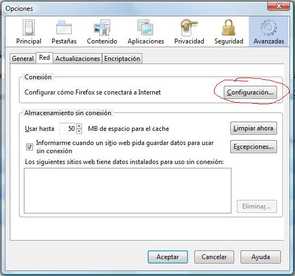 Opciones
Principal Pestañas Contenido Aplicaciones Privacidad Seguridad Avanzadas
General Red Actualizaciones Encriptación
Conexión
Configurar cómo Firefox se conectará a Internet Configuración...
Almacenamiento sin conexión
Usar hasta 50 MB de espacio para el cache Limpiar ahora
Informarme cuando un sitio web pida guardar datos para uso Excepciones...
sin conexión
Los siguientes sitios web tiene datos instalados para uso sin conexión:
Eliminar...
Aceptar Cancelar Ayuda